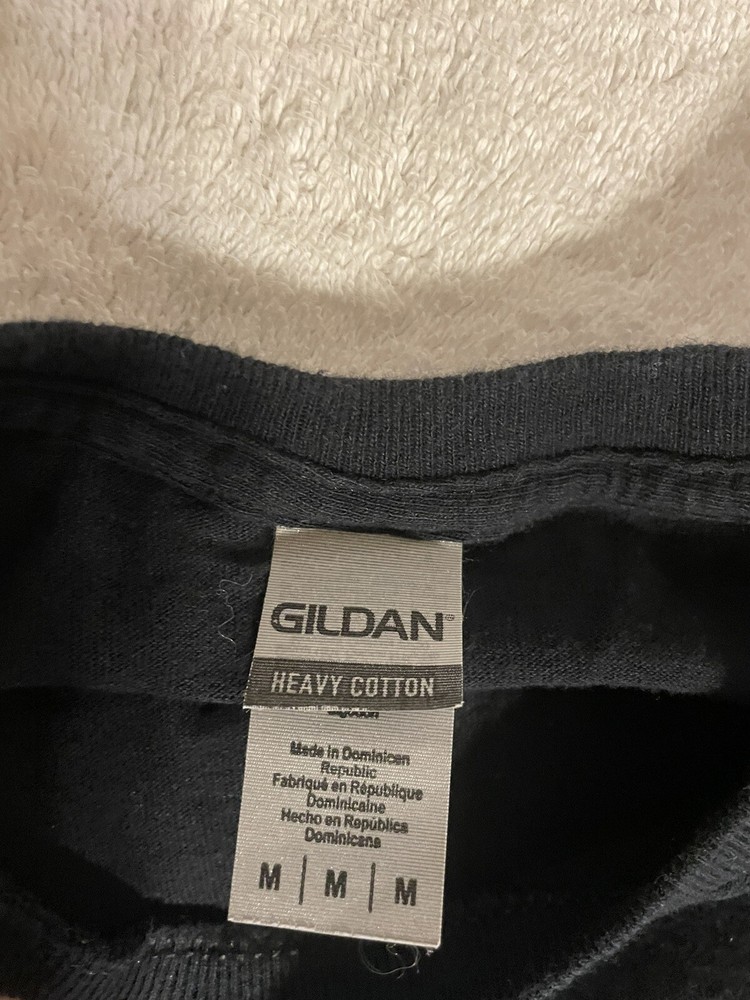 GILDAN®
HEAVY COTTON
Made in Dominican
Republic
Fabriqué en République
Dominicaine
Hecho en República
Dominicana
M | M | M